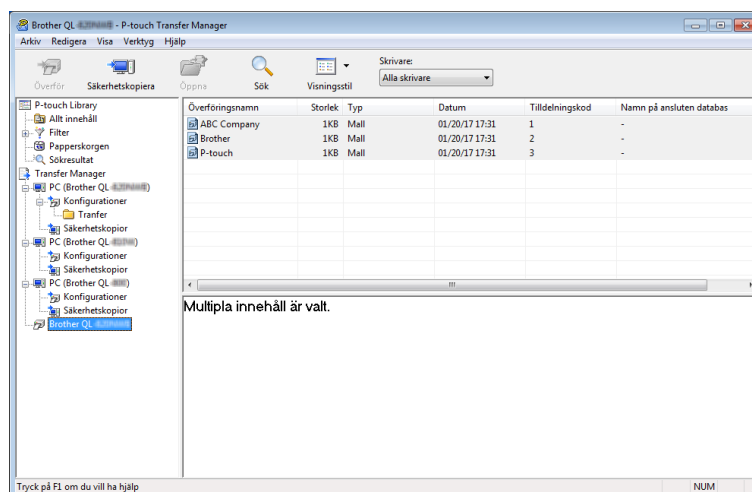 Brother QL - P-touch Transfer Manager
Arkiv Redigera Visa Verktyg Hjälp
Överför Säkerhetskopiera Öppna Sök Visningsstil
Skrivare:
Alla skrivare
P-touch Library
Allt innehåll
Filter
Papperskorgen
Sökresultat
Transfer Manager
PC (Brother QL )
Konfigurationer
Tranfer
Säkerhetskopior
PC (Brother QL )
Konfigurationer
Säkerhetskopior
PC (Brother QL )
Konfigurationer
Säkerhetskopior
Brother QL
Överföringsnamn Storlek Typ Datum Tilldelningskod Namn på ansluten databas
ABC Company 1KB Mall 01/20/17 17:31 1 -
Brother 1KB Mall 01/20/17 17:31 2 -
P-touch 1KB Mall 01/20/17 17:31 3 -
Multipla innehåll är valt.
Tryck på F1 om du vill ha hjälp NUM